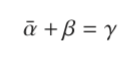 ᾱ + β = γ